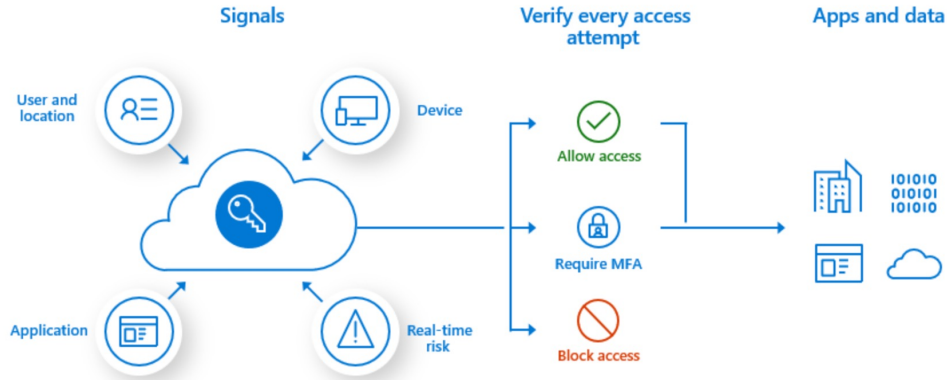 Signals
Verify every access
attempt
Apps and data
User and
location
Device
Allow access
101010
010101
101010
Require MFA
Application
Real-time
risk
Block access